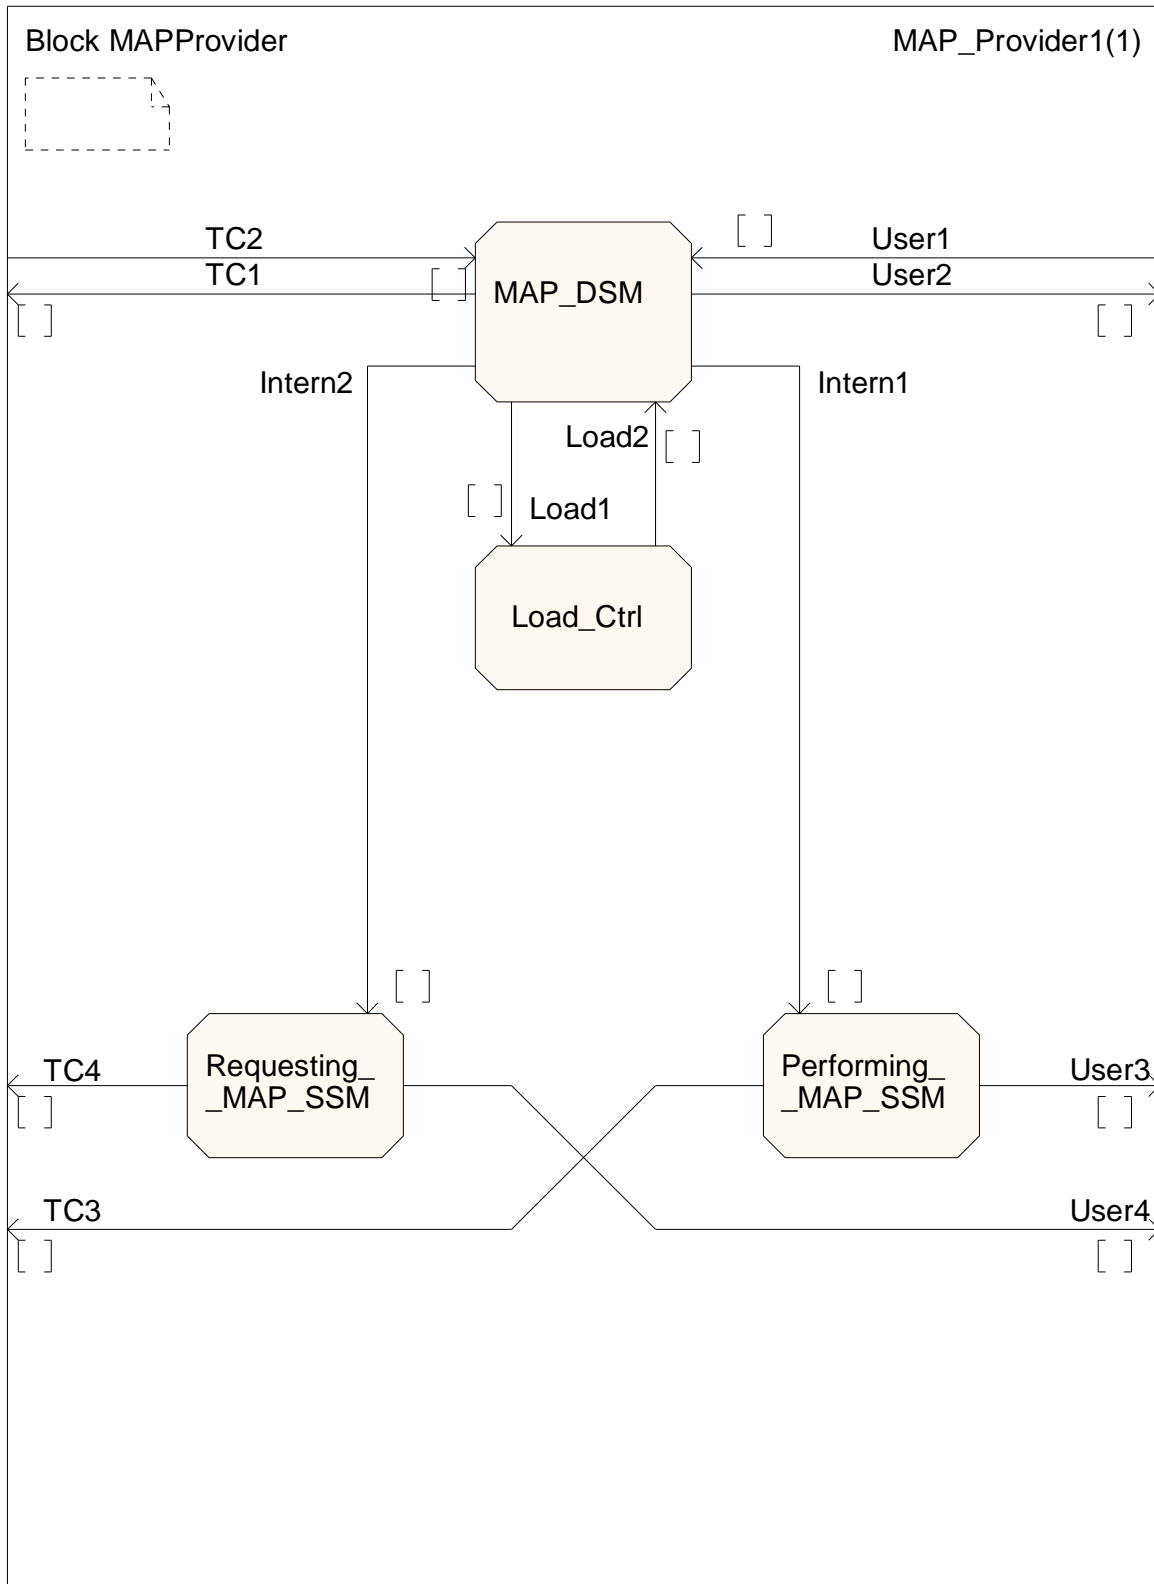 Block MAPProvider
MAP_Provider1(1)
TC2
[ ]
User1
TC1
[ ]
MAP_DSM
User2
[ ]
[ ]
Intern2
Intern1
Load2
[ ]
[ ]
Load1
Load_Ctrl
[ ]
[ ]
TC4
Requesting_
_MAP_SSM
Performing_
_MAP_SSM
User3
[ ]
[ ]
TC3
User4
[ ]
[ ]